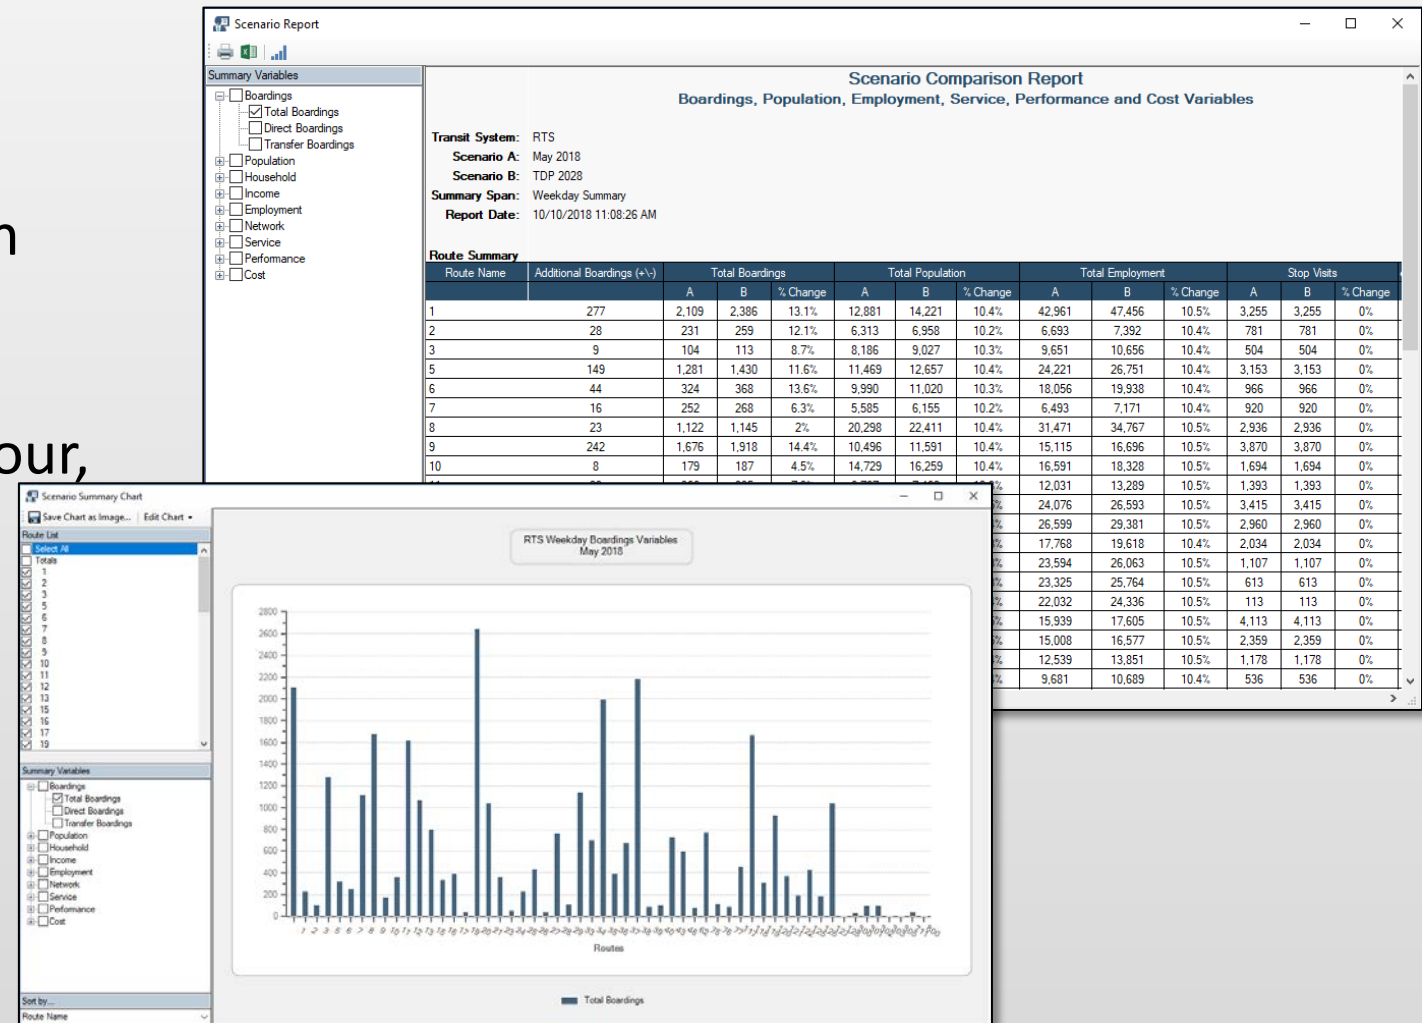 n
our,
Scenario Report
Summary Variables
Boardings
Total Boardings
Direct Boardings
Transfer Boardings
Population
Household
Income
Employment
Network
Service
Performance
Cost
Scenario Comparison Report
Boardings, Population, Employment, Service, Performance and Cost Variables
Transit System: RTS
Scenario A: May 2018
Scenario B: TDP 2028
Summary Span: Weekday Summary
Report Date: 10/10/2018 11:08:26 AM
Route Summary
Route Name Additional Boardings (+\-) Total Boardings Total Population Total Employment Stop Visits
A B % Change A B % Change A B % Change A B % Change
1 277 2,109 2,386 13.1% 12,881 14,221 10.4% 42,961 47,456 10.5% 3,255 3,255 0%
2 28 231 259 12.1% 6,313 6,958 10.2% 6,693 7,392 10.4% 781 781 0%
3 9 104 113 8.7% 8,186 9,027 10.3% 9,651 10,656 10.4% 504 504 0%
5 149 1,281 1,430 11.6% 11,469 12,657 10.4% 24,221 26,751 10.4% 3,153 3,153 0%
6 44 324 368 13.6% 9,990 11,020 10.3% 18,056 19,938 10.4% 966 966 0%
7 16 252 268 6.3% 5,585 6,155 10.2% 6,493 7,171 10.4% 920 920 0%
8 23 1,122 1,145 2% 20,298 22,411 10.4% 31,471 34,767 10.5% 2,936 2,936 0%
9 242 1,676 1,918 14.4% 10,496 11,591 10.4% 15,115 16,696 10.5% 3,870 3,870 0%
10 8 179 187 4.5% 14,729 16,259 10.4% 16,591 18,328 10.5% 1,694 1,694 0%
12,031 13,289 10.5% 1,393 1,393 0%
24,076 26,593 10.5% 3,415 3,415 0%
26,599 29,381 10.5% 2,960 2,960 0%
17,768 19,618 10.4% 2,034 2,034 0%
23,594 26,063 10.5% 1,107 1,107 0%
23,325 25,764 10.5% 613 613 0%
22,032 24,336 10.5% 113 113 0%
15,939 17,605 10.5% 4,113 4,113 0%
15,008 16,577 10.5% 2,359 2,359 0%
12,539 13,851 10.5% 1,178 1,178 0%
9,681 10,689 10.4% 536 536 0%
Scenario Summary Chart
Save Chart as Image... Edit Chart
Route List
Select All
Totals
1
2
3
5
6
7
8
9
10
11
12
13
15
16
17
19
Summary Variables
Boardings
Total Boardings
Direct Boardings
Transfer Boardings
Population
Household
Income
Employment
Network
Service
Performance
Cost
Sort by...
Route Name
RTS Weekday Boardings Variables
May 2018
2800
2600
2400
2200
2000
1800
1600
1400
1200
1000
800
600
400
200
0
Routes
Total Boardings